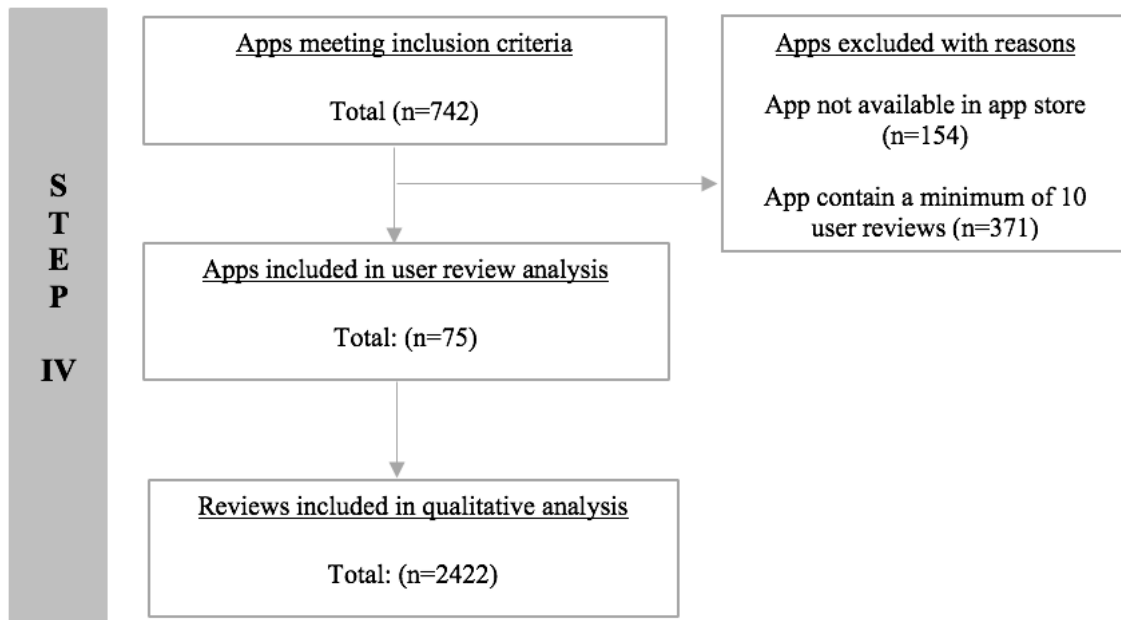 S
T
E
P
IV
Apps meeting inclusion criteria
Total (n=742)
Apps excluded with reasons
App not available in app store
(n=154)
App contain a minimum of 10
user reviews (n=371)
Apps included in user review analysis
Total: (n=75)
Reviews included in qualitative analysis
Total: (n=2422)